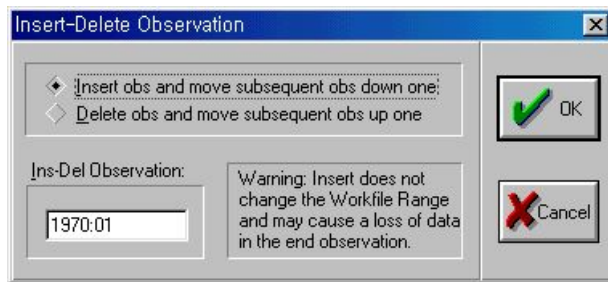 Insert-Delete Observation
Insert obs and move subsequent obs down one
Delete obs and move subsequent obs up one
Ins-Del Observation:
1970:01
Warning: Insert does not
change the Workfile Range
and may cause a loss of data
in the end observation.
OK
Cancel